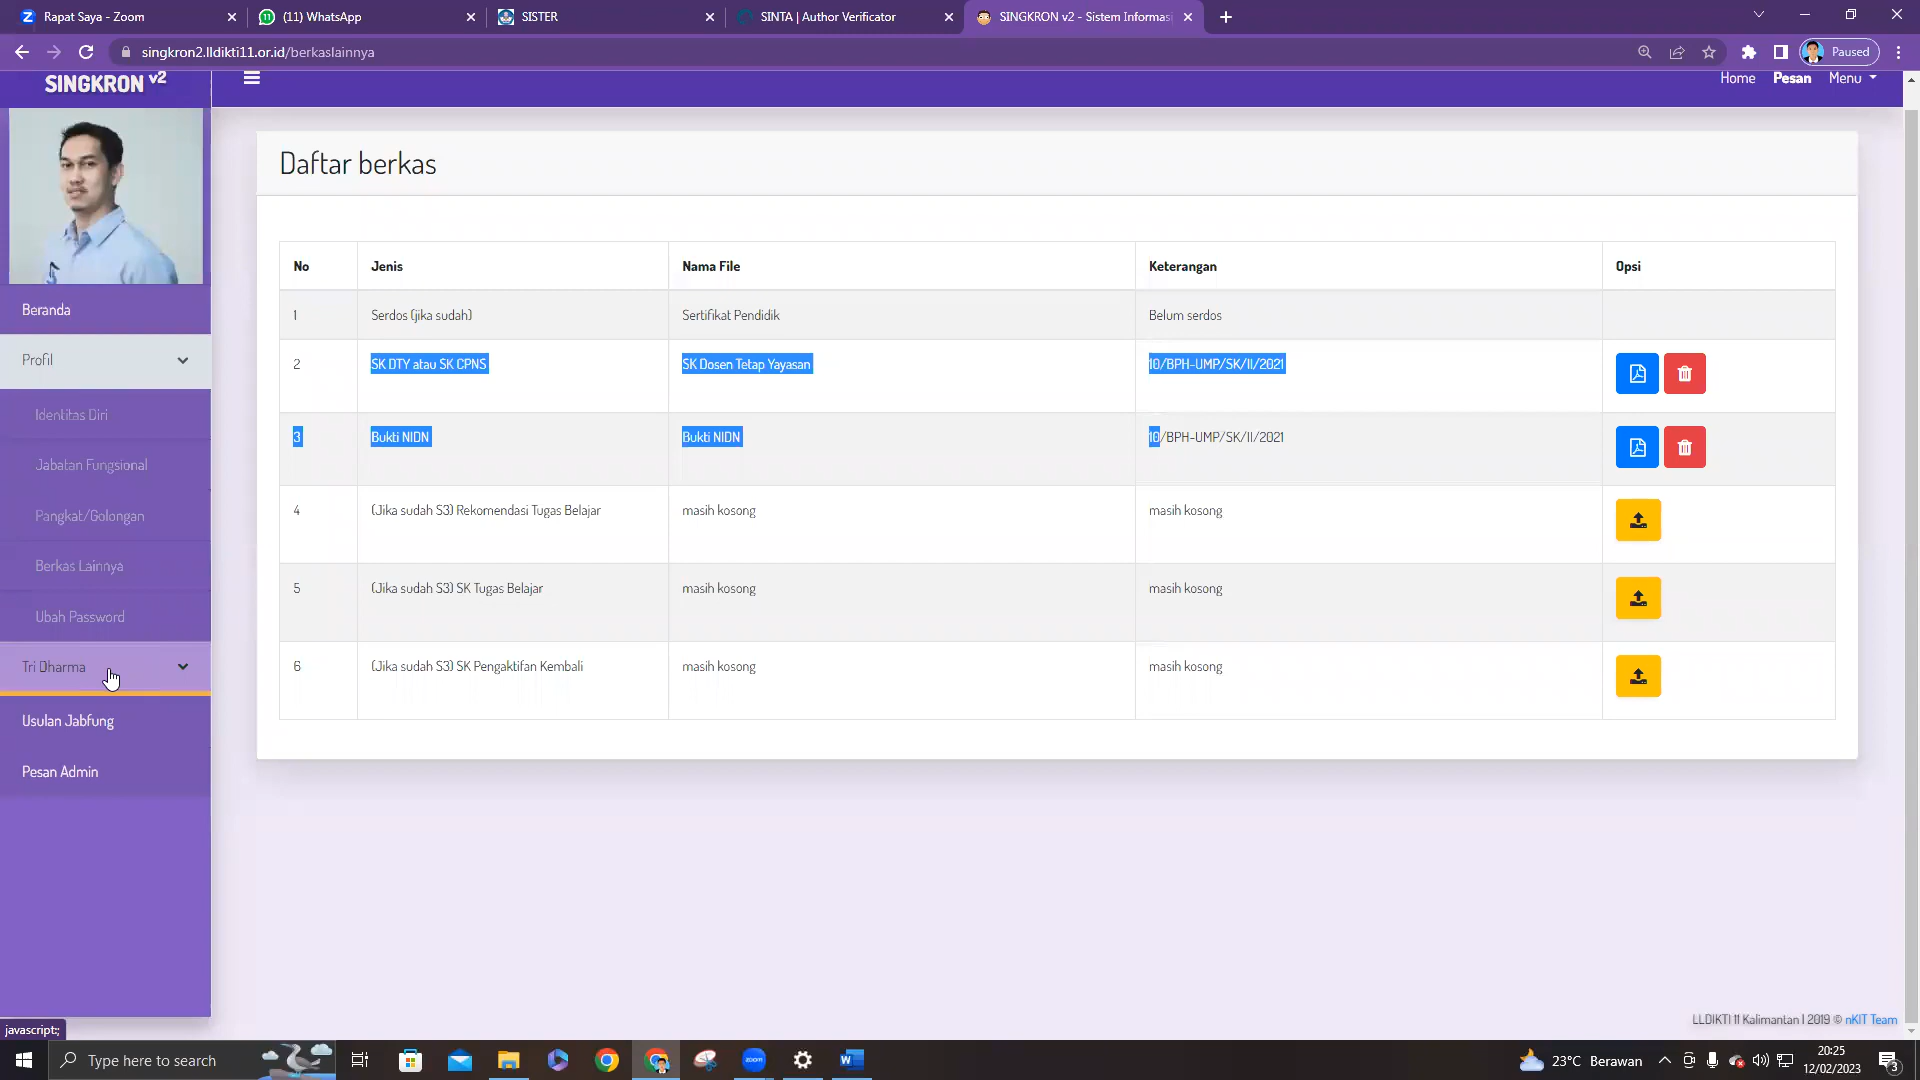 Rapat Saya - Zoom
(11) WhatsApp
SISTER
SINTA | Author Verificator
SINGKRON v2 - Sistem Informasi
singkron2.lldikti11.or.id/berkaslainnya
Paused
SINGKRON v2
Home
Pesan
Menu
Daftar berkas
No Jenis Nama File Keterangan Opsi
1 Serdos (jika sudah) Sertifikat Pendidik Belum serdos
2 SK DTY atau SK CPNS SK Dosen Tetap Yayasan 10/BPH-UMP/SK/II/2021
3 Bukti NIDN Bukti NIDN 10/BPH-UMP/SK/II/2021
4 (Jika sudah S3) Rekomendasi Tugas Belajar masih kosong masih kosong
5 (Jika sudah S3) SK Tugas Belajar masih kosong masih kosong
6 (Jika sudah S3) SK Pengaktifan Kembali masih kosong masih kosong
Beranda
Profil
Identitas Diri
Jabatan Fungsional
Pangkat/Golongan
Berkas Lainnya
Ubah Password
Tri Dharma
Usulan Jabfung
Pesan Admin
LLDIKTI 11 Kalimantan | 2019 © nKIT Team
javascript:;
Type here to search
zoom
23°C Berawan
20:25
12/02/2023
3